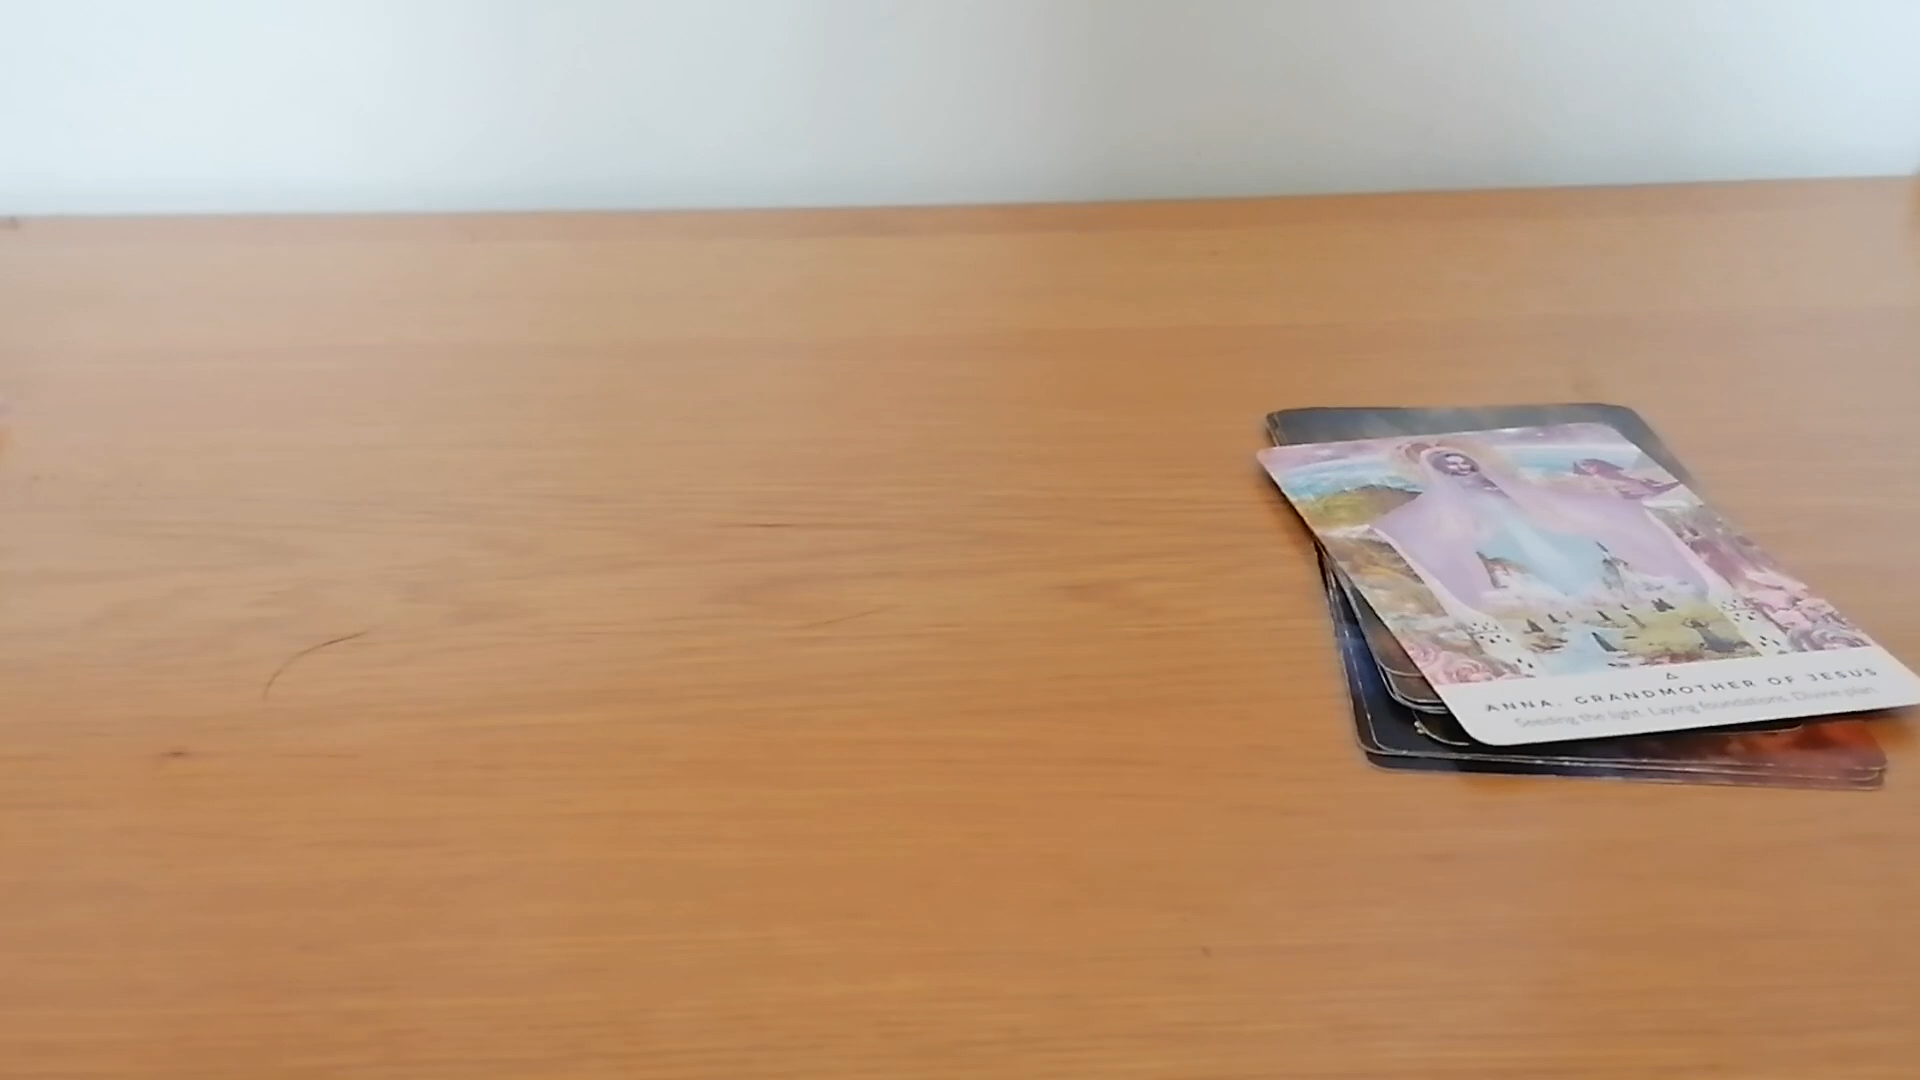 ANNA, GRANDMOTHER OF JESUS
Seeding the light. Laying foundations. Divine plan.